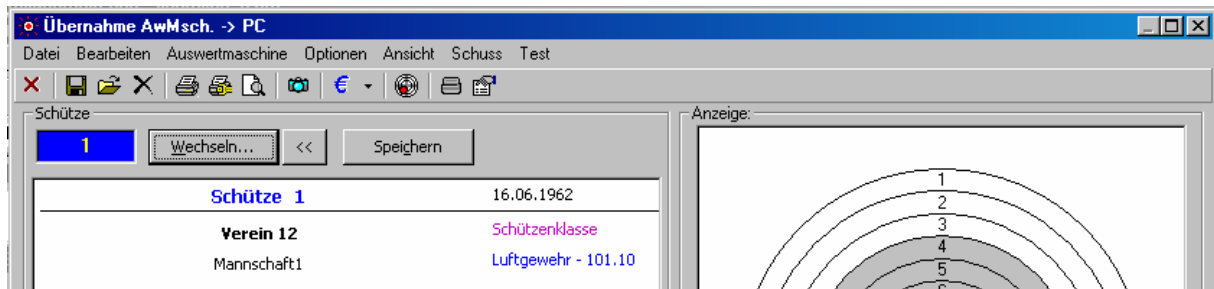 Übernahme AwMsch. -> PC
Datei Bearbeiten Auswertmaschine Optionen Ansicht Schuss Test
€
Schütze
Anzeige:
1 Wechseln... << Speichern
Schütze 1 16.06.1962
Verein 12 Schützenklasse
Mannschaft1 Luftgewehr - 101.10
1
2
3
4
5